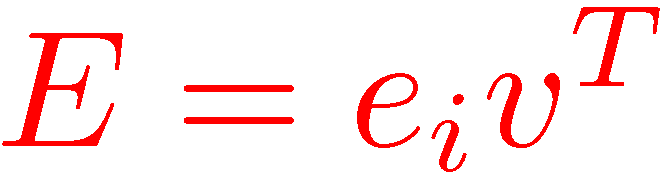 E = e_i v^T